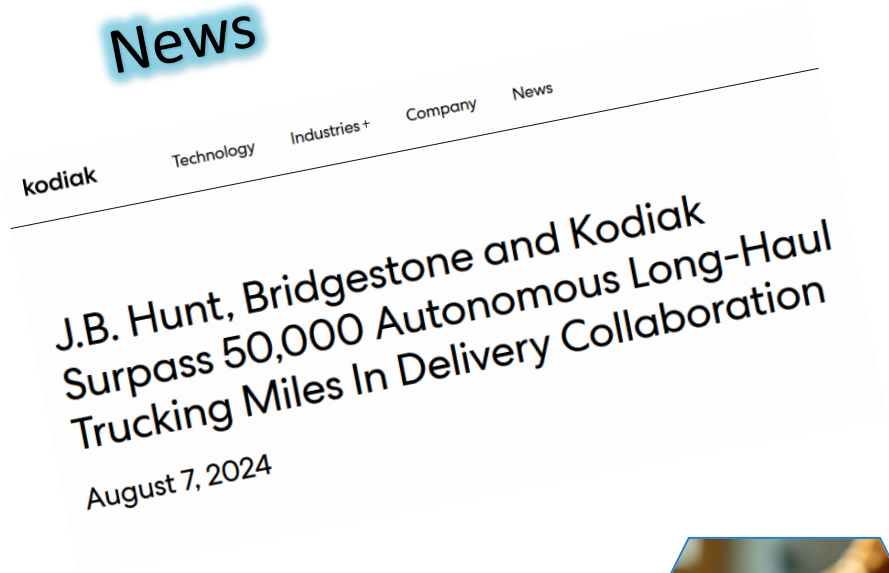 News
kodiak Technology Industries+ Company News
J.B. Hunt, Bridgestone and Kodiak
Surpass 50,000 Autonomous Long-Haul
Trucking Miles In Delivery Collaboration
August 7, 2024